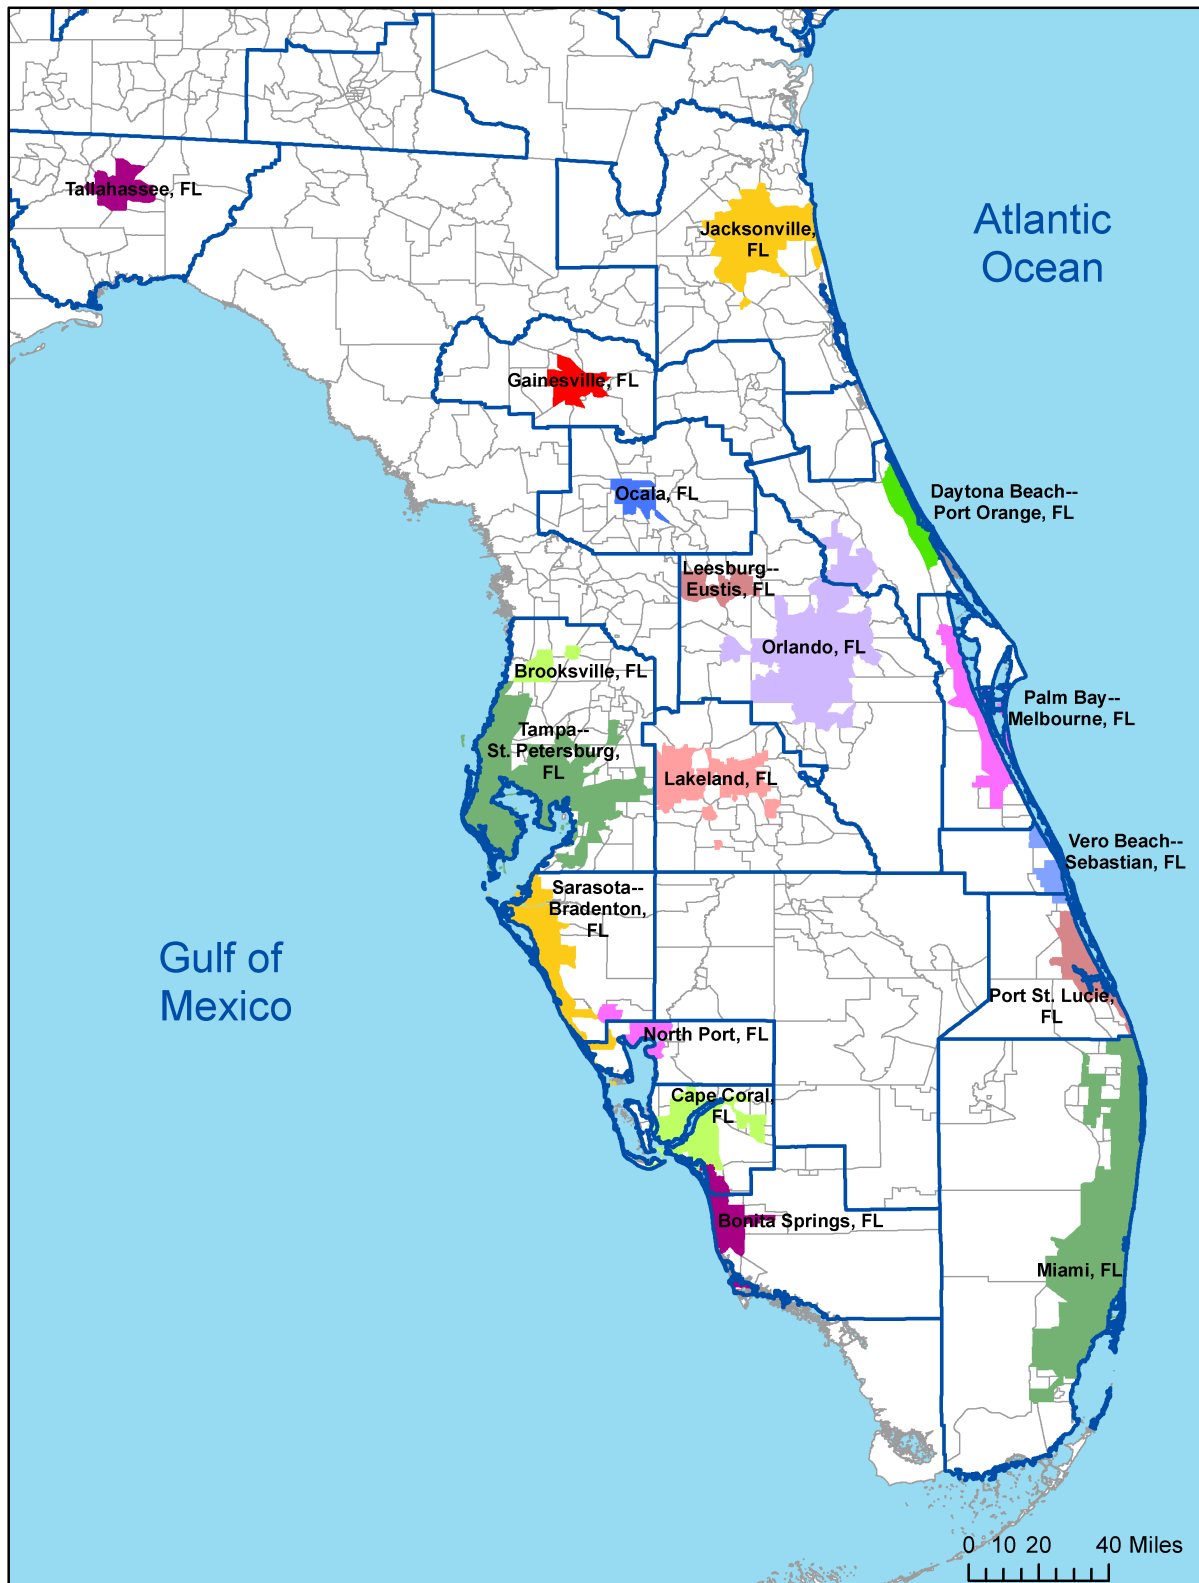 Tallahassee, FL
Jacksonville,
FL
Atlantic
Ocean
Gainesville, FL
Ocala, FL
Daytona Beach--
Port Orange, FL
Leesburg--
Eustis, FL
Orlando, FL
Brooksville, FL
Palm Bay--
Melbourne, FL
Tampa--
St. Petersburg,
FL
Lakeland, FL
Vero Beach--
Sebastian, FL
Sarasota--
Bradenton,
FL
Gulf of
Mexico
Port St. Lucie,
FL
North Port, FL
Cape Coral,
FL
Bonita Springs, FL
Miami, FL
0 10 20 40 Miles